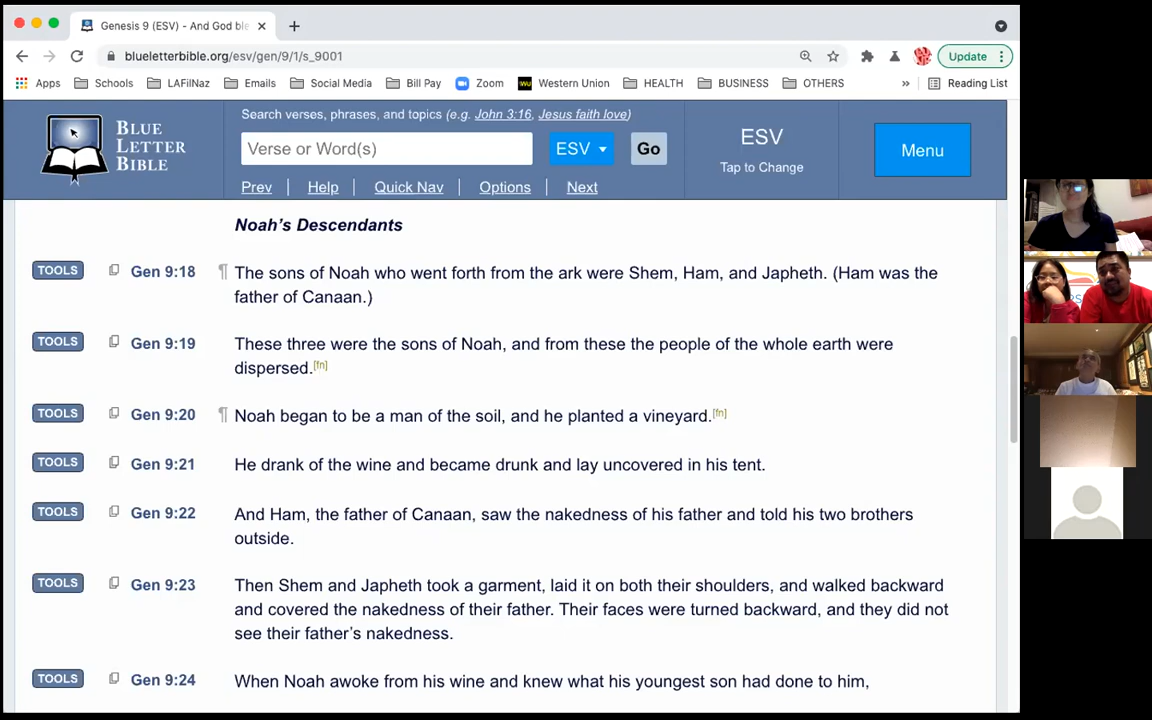 Genesis 9 (ESV) - And God ble
blueletterbible.org/esv/gen/9/1/s_9001
Update
Apps Schools LAFilNaz Emails Social Media Bill Pay Zoom Western Union HEALTH BUSINESS OTHERS » Reading List
BLUE
LETTER
BIBLE
Search verses, phrases, and topics (e.g. John 3:16, Jesus faith love)
Verse or Word(s) ESV Go
Prev Help Quick Nav Options Next
ESV
Tap to Change
Menu
Noah's Descendants
TOOLS Gen 9:18 ¶ The sons of Noah who went forth from the ark were Shem, Ham, and Japheth. (Ham was the
father of Canaan.)
TOOLS Gen 9:19 These three were the sons of Noah, and from these the people of the whole earth were
dispersed.[fn]
TOOLS Gen 9:20 ¶ Noah began to be a man of the soil, and he planted a vineyard.[fn]
TOOLS Gen 9:21 He drank of the wine and became drunk and lay uncovered in his tent.
TOOLS Gen 9:22 And Ham, the father of Canaan, saw the nakedness of his father and told his two brothers
outside.
TOOLS Gen 9:23 Then Shem and Japheth took a garment, laid it on both their shoulders, and walked backward
and covered the nakedness of their father. Their faces were turned backward, and they did not
see their father's nakedness.
TOOLS Gen 9:24 When Noah awoke from his wine and knew what his youngest son had done to him,